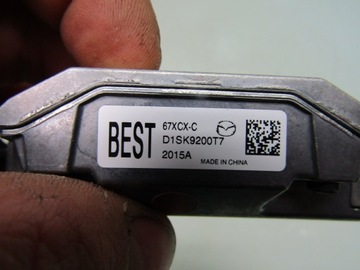 BEST
67XCX-C
D1SK9200T7
2015A
MADE IN CHINA